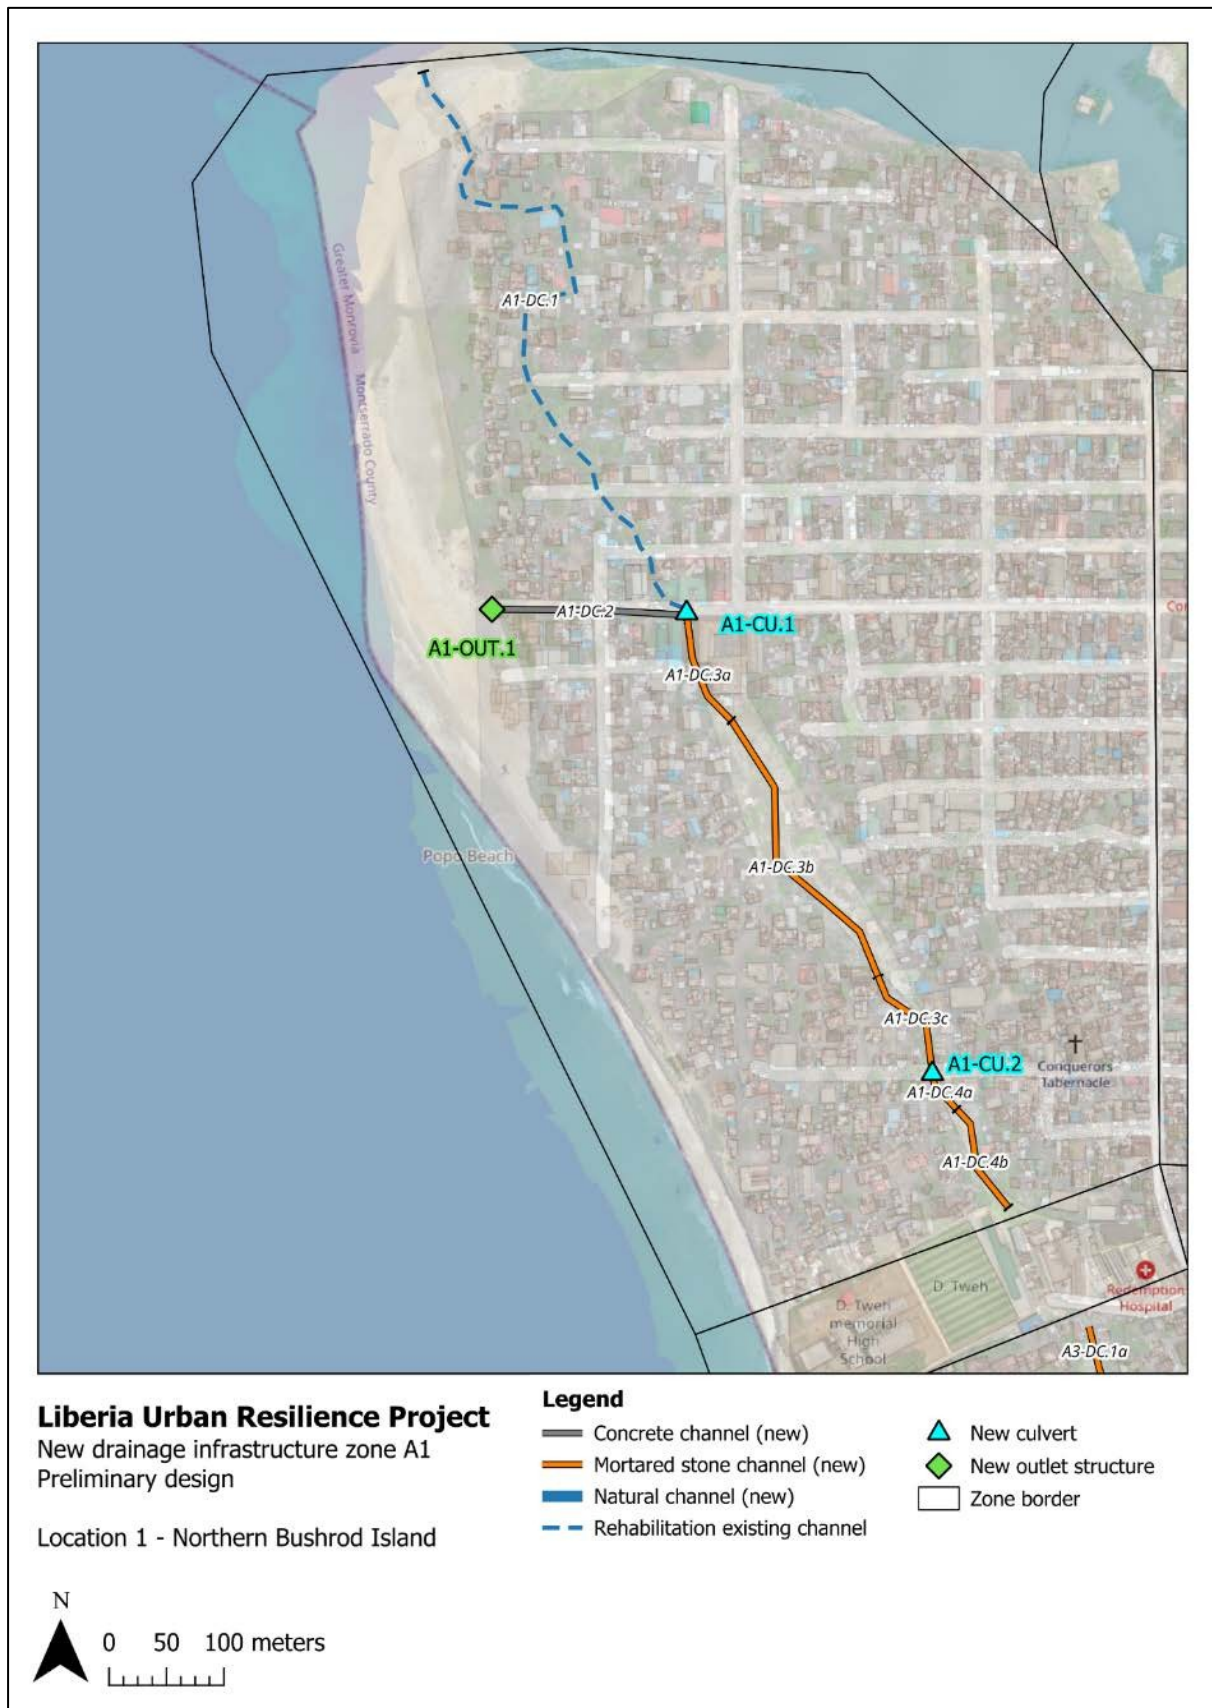 A1-DC.1
Greater Monrovia
Montserrado County
A1-DC.2
A1-CU.1
A1-OUT.1
A1-DC.3a
Popo Beach
A1-DC.3b
A1-DC.3c
A1-CU.2
Conquerors
Tabernacle
A1-DC.4a
A1-DC.4b
D. Tweh
D. Tweh
memorial
High
School
Redemption
Hospital
A3-DC.1a
Liberia Urban Resilience Project
New drainage infrastructure zone A1
Preliminary design
Location 1 - Northern Bushrod Island
Legend
Concrete channel (new)
Mortared stone channel (new)
Natural channel (new)
Rehabilitation existing channel
New culvert
New outlet structure
Zone border
N
0 50 100 meters